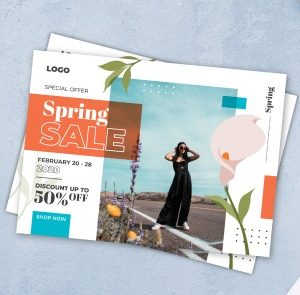 LOGO
SPECIAL OFFER
Spring
SALE
FEBRUARY 20 - 28
2020
DISCOUNT UP TO
50% OFF
SHOP NOW
Spring